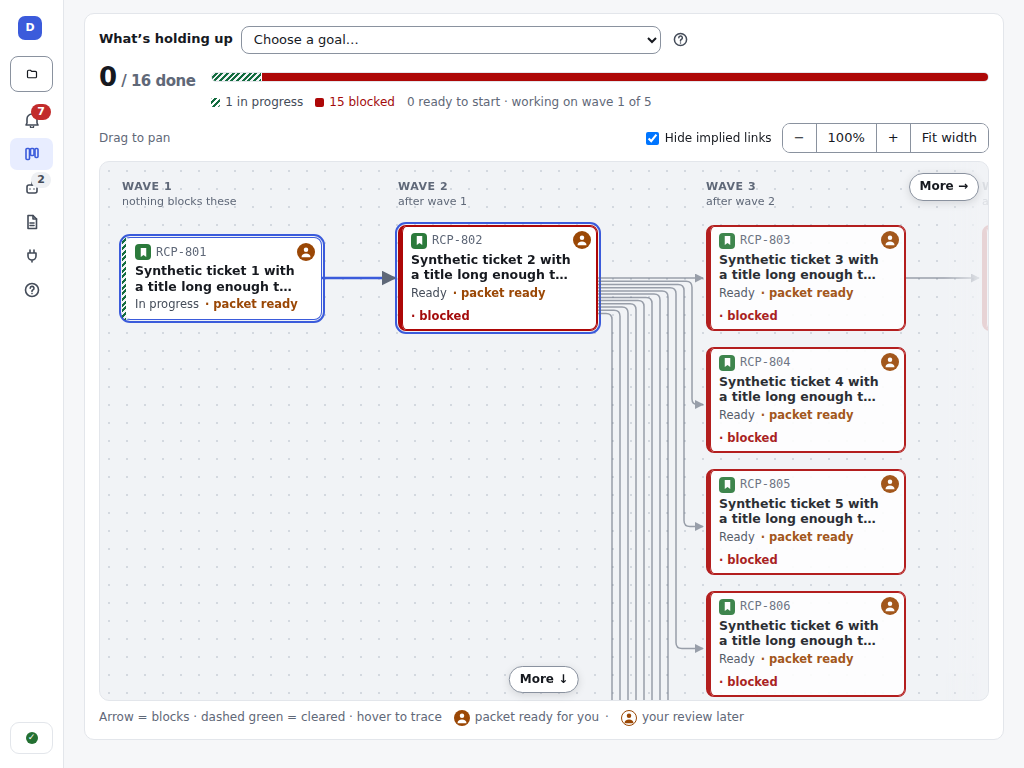 D
7
2
What's holding up
Choose a goal...
0 / 16 done
1 in progress
15 blocked
0 ready to start · working on wave 1 of 5
Drag to pan
Hide implied links
−
100%
+
Fit width
WAVE 1
nothing blocks these
WAVE 2
after wave 1
WAVE 3
after wave 2
More →
RCP-801
Synthetic ticket 1 with
a title long enough t…
In progress · packet ready
RCP-802
Synthetic ticket 2 with
a title long enough t…
Ready · packet ready
· blocked
RCP-803
Synthetic ticket 3 with
a title long enough t…
Ready · packet ready
· blocked
RCP-804
Synthetic ticket 4 with
a title long enough t…
Ready · packet ready
· blocked
RCP-805
Synthetic ticket 5 with
a title long enough t…
Ready · packet ready
· blocked
RCP-806
Synthetic ticket 6 with
a title long enough t…
Ready · packet ready
· blocked
More ↓
Arrow = blocks · dashed green = cleared · hover to trace
packet ready for you ·
your review later